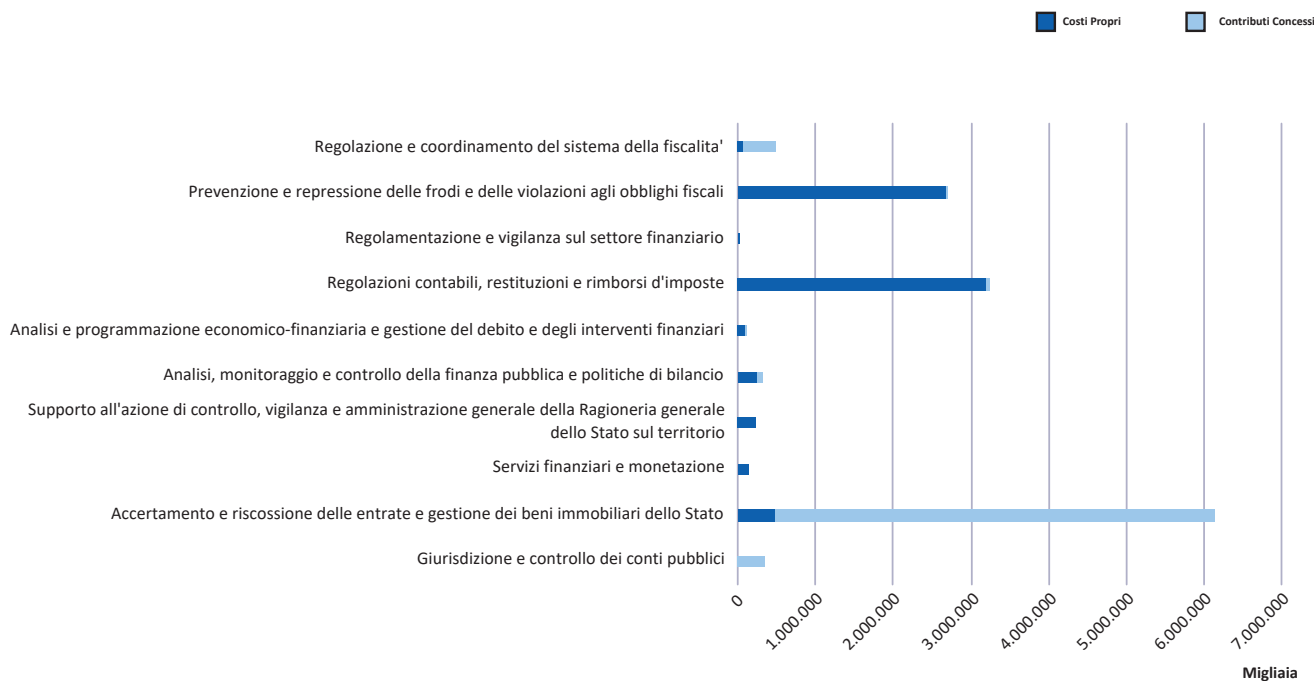 Costi Propri
Contributi Concessi
Regolazione e coordinamento del sistema della fiscalita'
Prevenzione e repressione delle frodi e delle violazioni agli obblighi fiscali
Regolamentazione e vigilanza sul settore finanziario
Regolazioni contabili, restituzioni e rimborsi d'imposte
Analisi e programmazione economico-finanziaria e gestione del debito e degli interventi finanziari
Analisi, monitoraggio e controllo della finanza pubblica e politiche di bilancio
Supporto all'azione di controllo, vigilanza e amministrazione generale della Ragioneria generale
dello Stato sul territorio
Servizi finanziari e monetazione
Accertamento e riscossione delle entrate e gestione dei beni immobiliari dello Stato
Giurisdizione e controllo dei conti pubblici
0
1.000.000
2.000.000
3.000.000
4.000.000
5.000.000
6.000.000
7.000.000
Migliaia